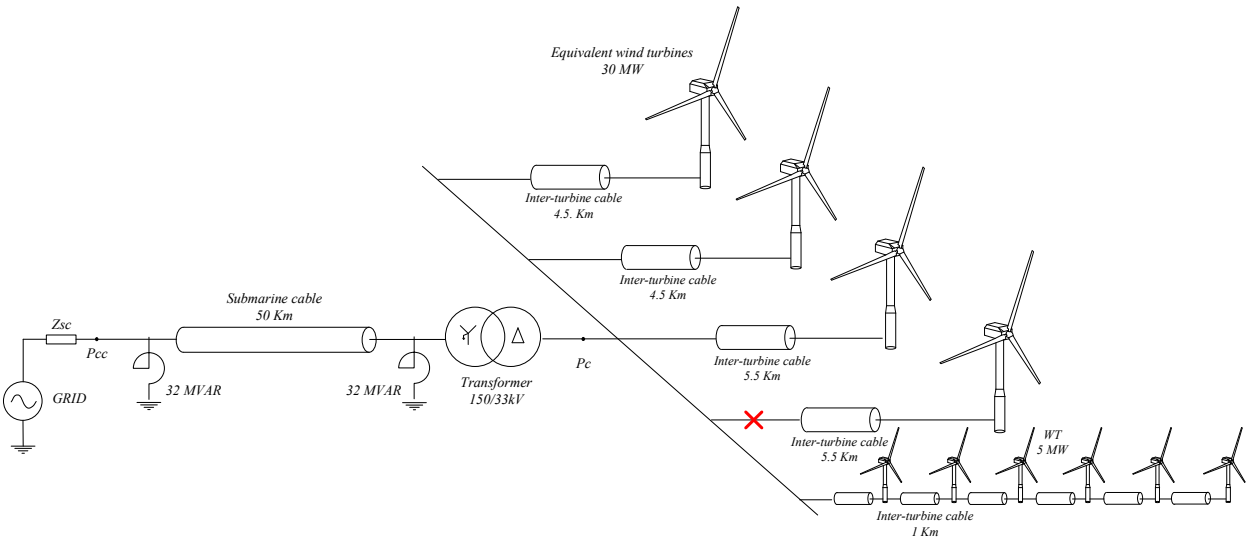 Equivalent wind turbines
30 MW
Inter-turbine cable
4.5. Km
Inter-turbine cable
4.5 Km
Submarine cable
50 Km
Zsc
Pcc
32 MVAR
GRID
32 MVAR
Transformer
150/33kV
Pc
Inter-turbine cable
5.5 Km
Inter-turbine cable
5.5 Km
WT
5 MW
Inter-turbine cable
1 Km